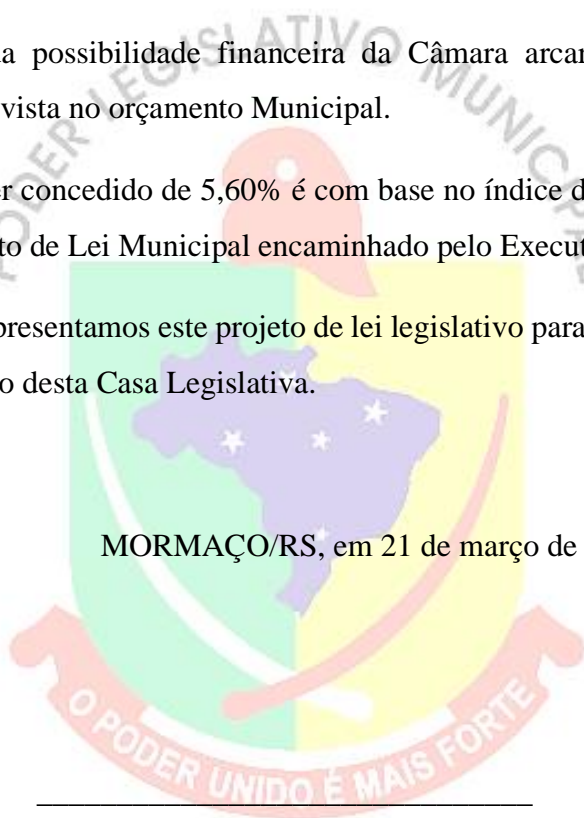 PODER LEGISLATIVO MUNICIPAL
da possibilidade financeira da Câmara arcar
vista no orçamento Municipal.
er concedido de 5,60% é com base no índice d
to de Lei Municipal encaminhado pelo Execut
presentamos este projeto de lei legislativo para
o desta Casa Legislativa.
MORMAÇO/RS, em 21 de março de
O PODER UNIDO É MAIS FORTE